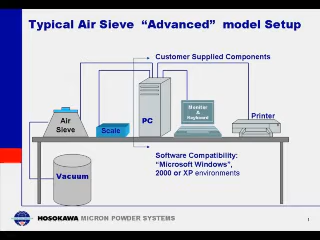 Typical Air Sieve “Advanced” model Setup
Customer Supplied Components
Monitor
&
Keyboard
Printer
PC
Air
Sieve
Scale
Software Compatibility:
“Microsoft Windows”,
2000 or XP environments
Vacuum
HOSOKAWA MICRON POWDER SYSTEMS
1